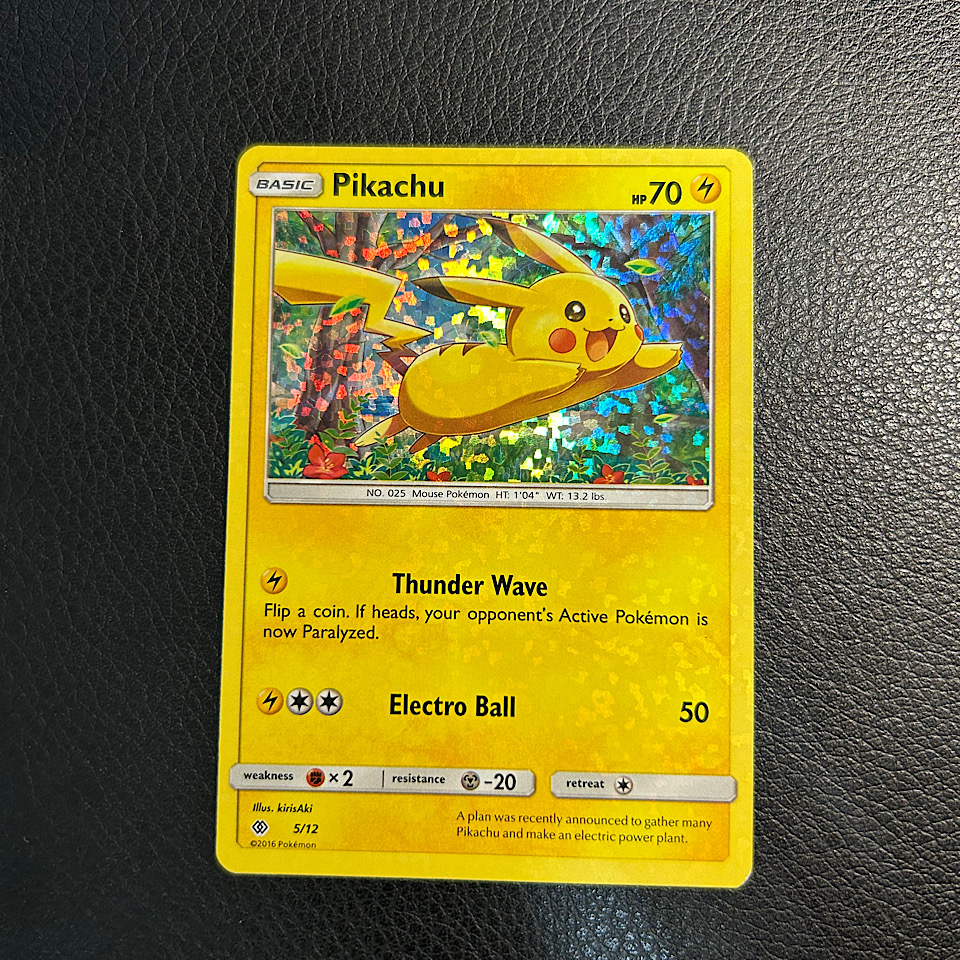 BASIC Pikachu HP70
NO. 025 Mouse Pokémon HT: 1'04" WT: 13.2 lbs.
Thunder Wave
Flip a coin. If heads, your opponent's Active Pokémon is
now Paralyzed.
Electro Ball 50
weakness ×2 resistance -20 retreat
Illus. kirisAki
5/12
©2016 Pokémon
A plan was recently announced to gather many
Pikachu and make an electric power plant.